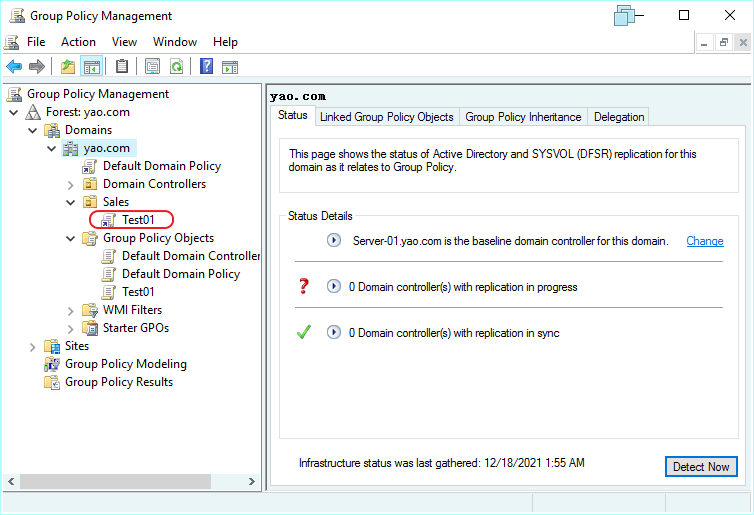 Group Policy Management
File Action View Window Help
Group Policy Management
Forest: yao.com
Domains
yao.com
Default Domain Policy
Domain Controllers
Sales
Test01
Group Policy Objects
Default Domain Controller
Default Domain Policy
Test01
WMI Filters
Starter GPOs
Sites
Group Policy Modeling
Group Policy Results
yao.com
Status Linked Group Policy Objects Group Policy Inheritance Delegation
This page shows the status of Active Directory and SYSVOL (DFSR) replication for this
domain as it relates to Group Policy.
Status Details
Server-01.yao.com is the baseline domain controller for this domain. Change
0 Domain controller(s) with replication in progress
0 Domain controller(s) with replication in sync
Infrastructure status was last gathered: 12/18/2021 1:55 AM
Detect Now